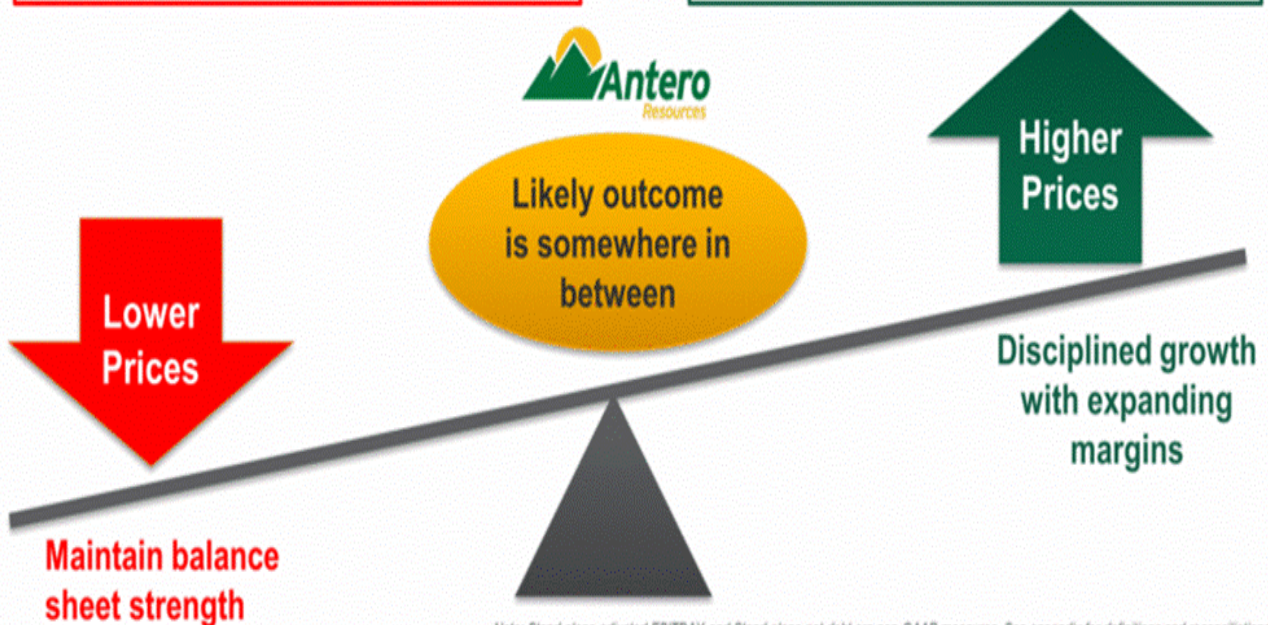 Antero
Resources
Likely outcome
is somewhere in
between
Higher
Prices
Lower
Prices
Disciplined growth
with expanding
margins
Maintain balance
sheet strength